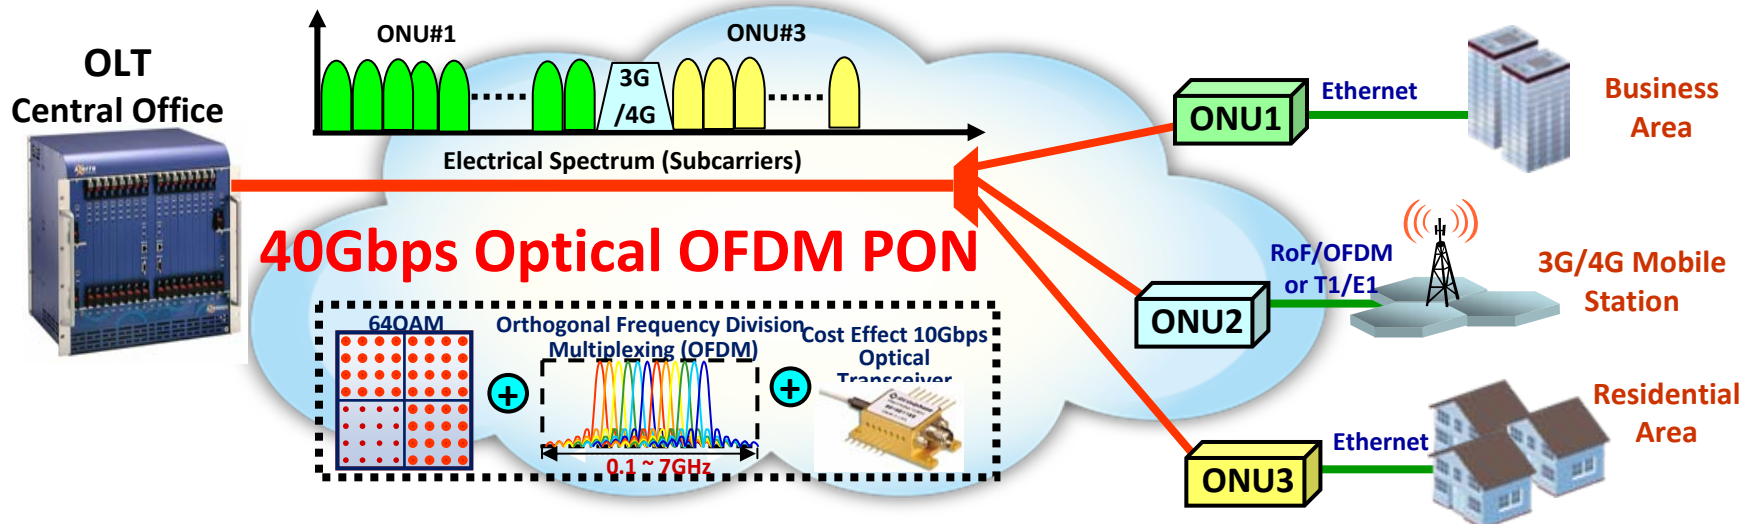 OLT
Central Office
ONU#1
ONU#3
3G
/4G
Electrical Spectrum (Subcarriers)
40Gbps Optical OFDM PON
64QAM
Orthogonal Frequency Division
Multiplexing (OFDM)
Cost Effect 10Gbps
Optical
Transceiver
+
+
0.1 ~ 7GHz
ONU1
Ethernet
Business
Area
RoF/OFDM
or T1/E1
ONU2
3G/4G Mobile
Station
Residential
Area
Ethernet
ONU3